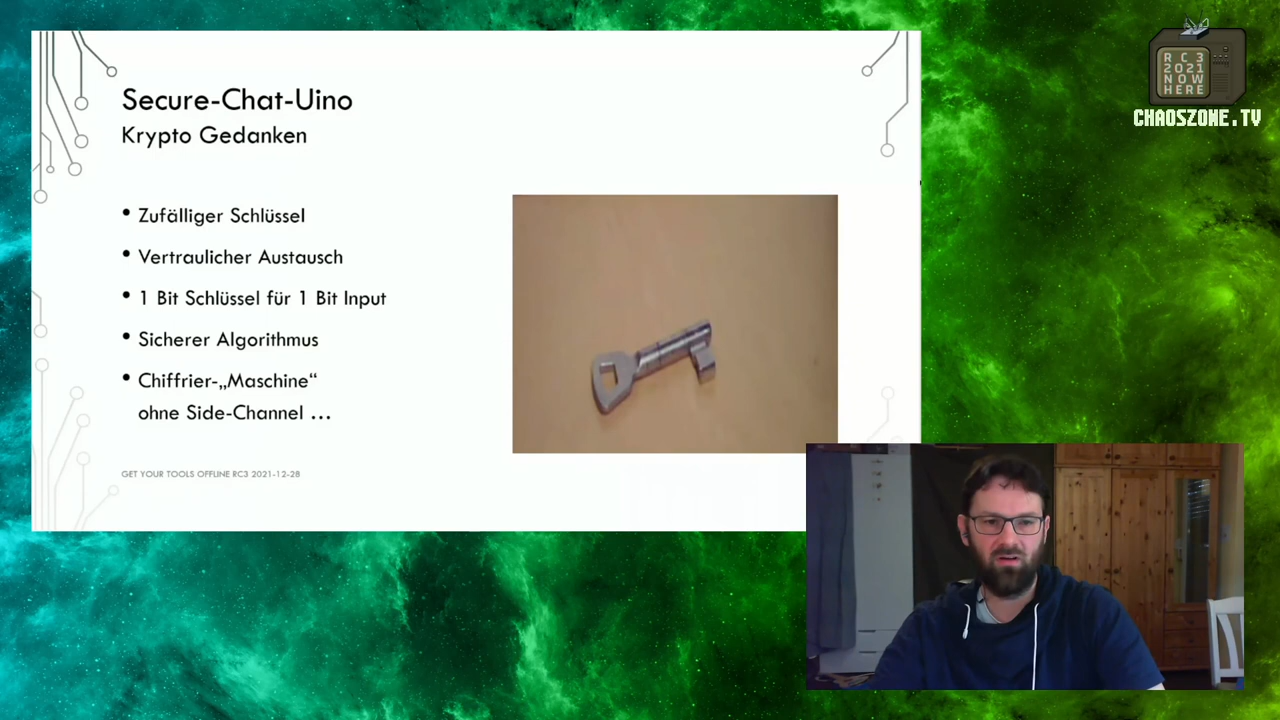 Secure-Chat-Uino
Krypto Gedanken
• Zufälliger Schlüssel
• Vertraulicher Austausch
• 1 Bit Schlüssel für 1 Bit Input
• Sicherer Algorithmus
• Chiffrier-„Maschine“
ohne Side-Channel ...
GET YOUR TOOLS OFFLINE RC3 2021-12-28
RC3
2021
NOW
HERE
CHAOSZONE.TV